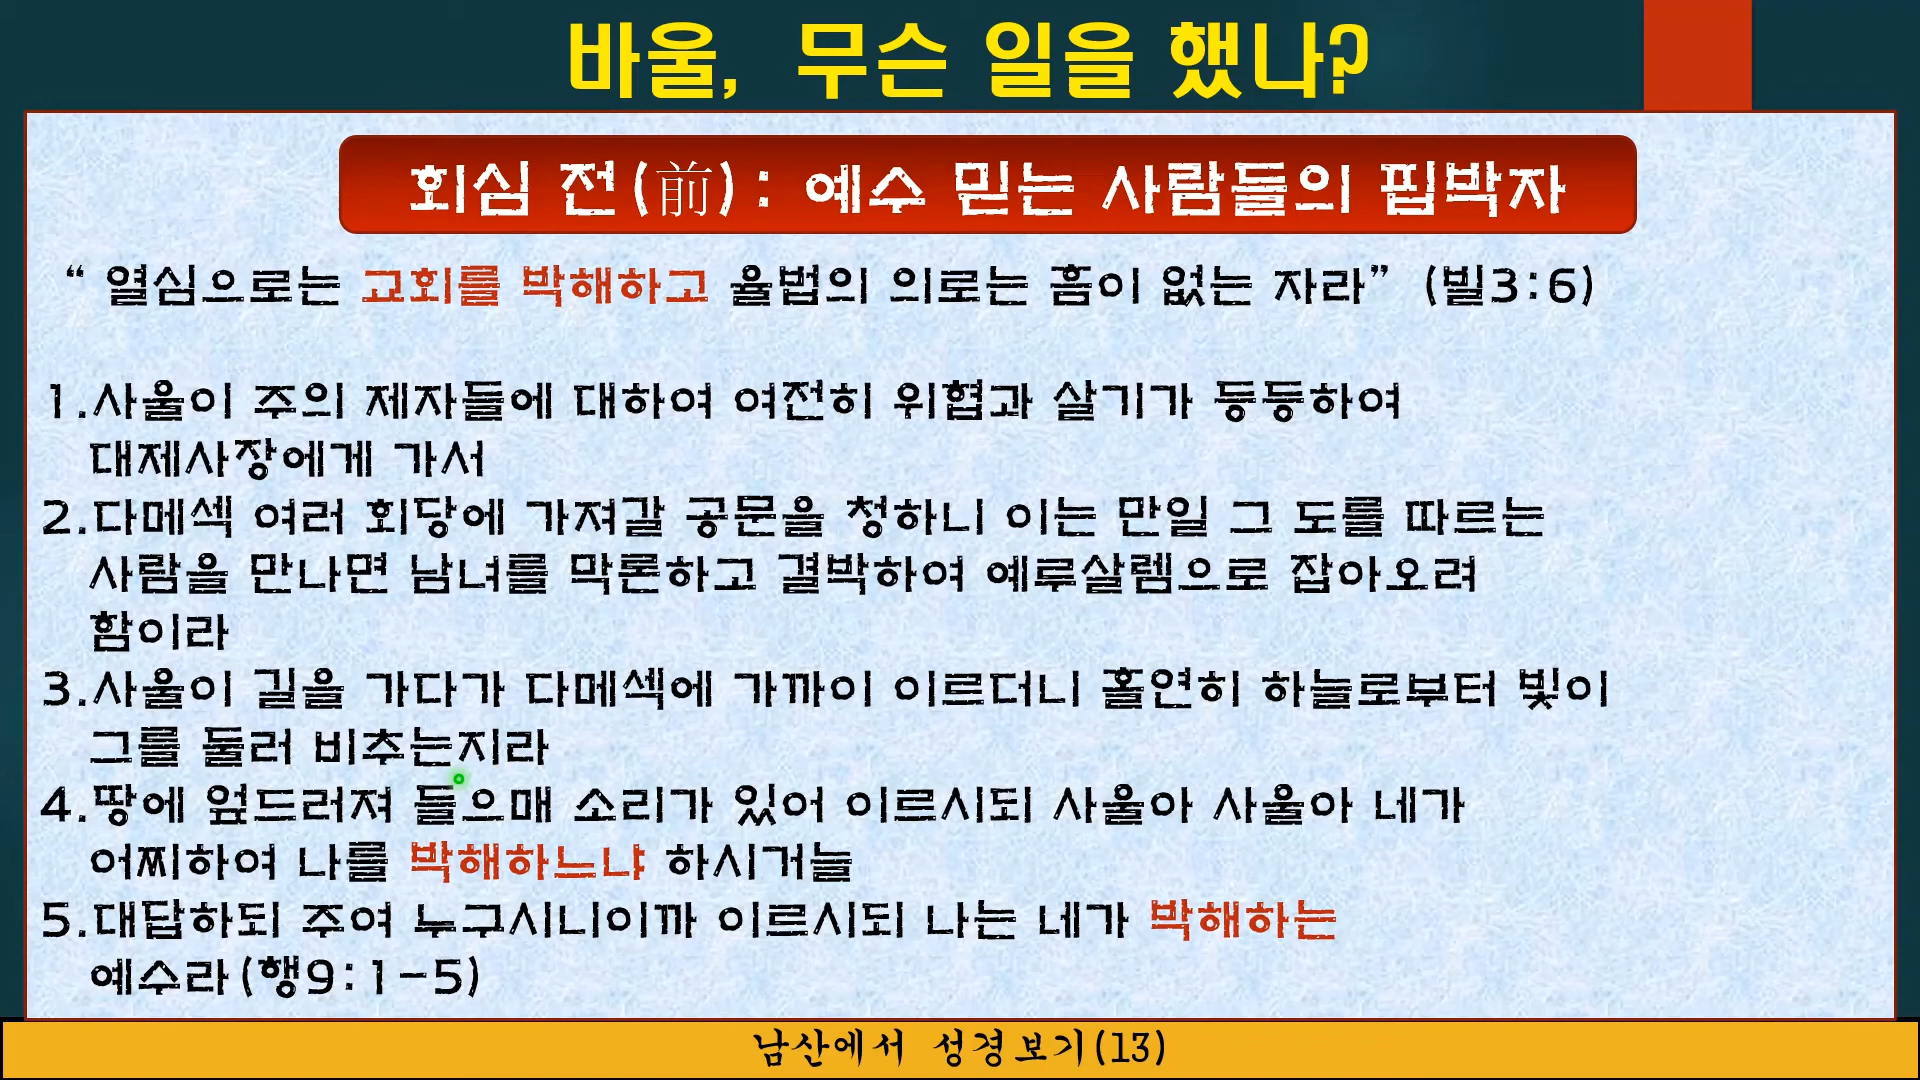 바울, 무슨 일을 했나?
회심 전(前): 예수 믿는 사람들의 핍박자
“ 열심으로는 교회를 박해하고 율법의 의로는 흠이 없는 자라” (빌3:6)
1.사울이 주의 제자들에 대하여 여전히 위협과 살기가 등등하여
대제사장에게 가서
2.다메섹 여러 회당에 가져갈 공문을 청하니 이는 만일 그 도를 따르는
사람을 만나면 남녀를 막론하고 결박하여 예루살렘으로 잡아오려
함이라
3.사울이 길을 가다가 다메섹에 가까이 이르더니 홀연히 하늘로부터 빛이
그를 둘러 비추는지라
4.땅에 엎드러져 들으매 소리가 있어 이르시되 사울아 사울아 네가
어찌하여 나를 박해하느냐 하시거늘
5.대답하되 주여 누구시니이까 이르시되 나는 네가 박해하는
예수라(행9:1-5)
남산에서 성경보기(13)